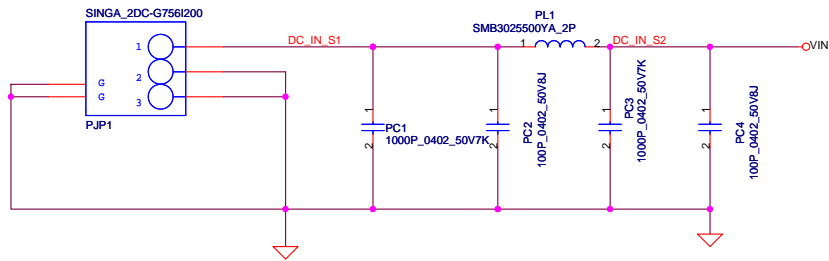 SINGA_2DC-G756I200
PL1
SMB3025500YA_2P
1
DC_IN_S1
1
2
DC_IN_S2
VIN
2
G
G
3
PJP1
1
1
1
1
PC1
1000P_0402_50V7K
PC2
100P_0402_50V8J
PC3
1000P_0402_50V7K
PC4
100P_0402_50V8J
2
2
2
2